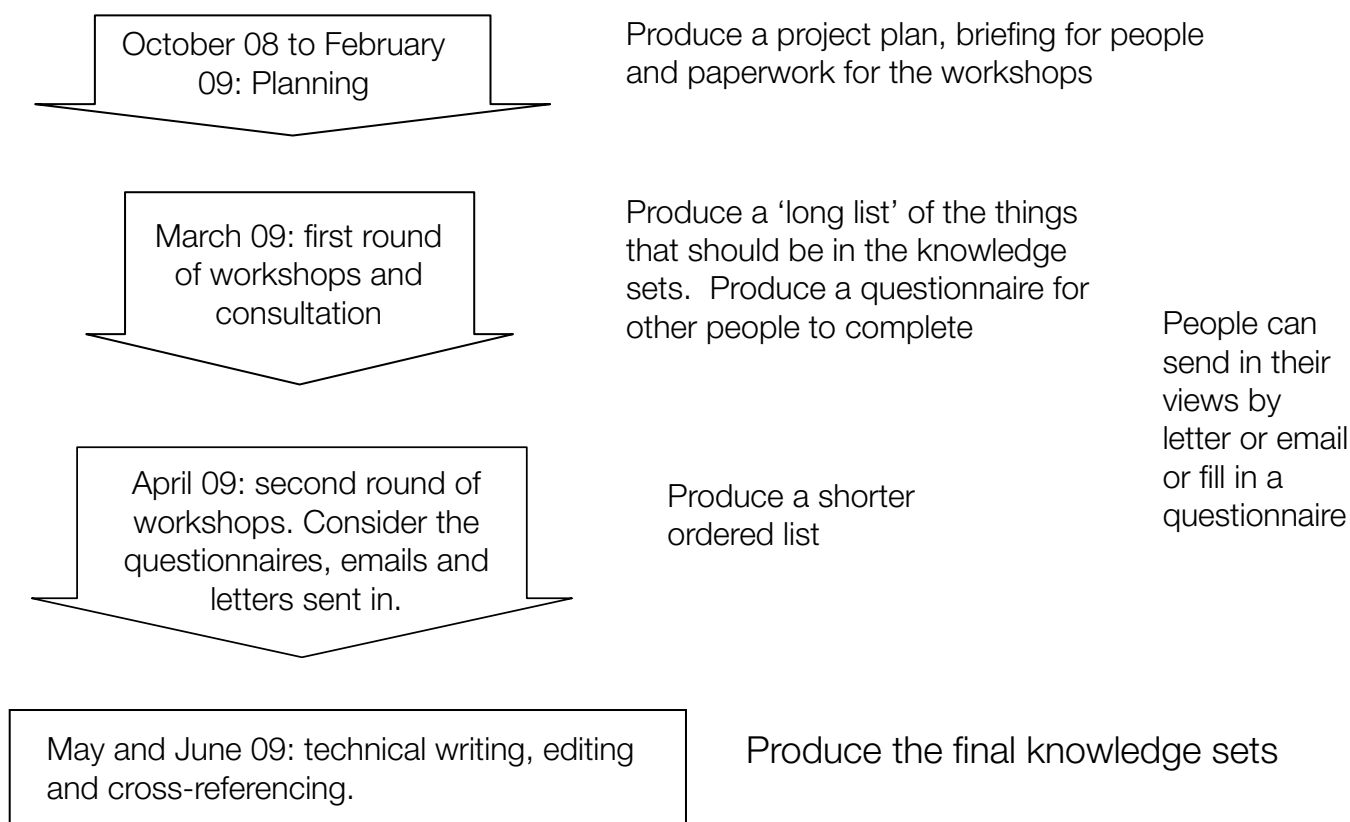 October 08 to February
09: Planning
Produce a project plan, briefing for people
and paperwork for the workshops
March 09: first round
of workshops and
consultation
Produce a ‘long list’ of the things
that should be in the knowledge
sets.  Produce a questionnaire for
other people to complete
People can
send in their
views by
letter or email
or fill in a
questionnaire
April 09: second round of
workshops. Consider the
questionnaires, emails and
letters sent in.
Produce a shorter
ordered list
May and June 09: technical writing, editing
and cross-referencing.
Produce the final knowledge sets